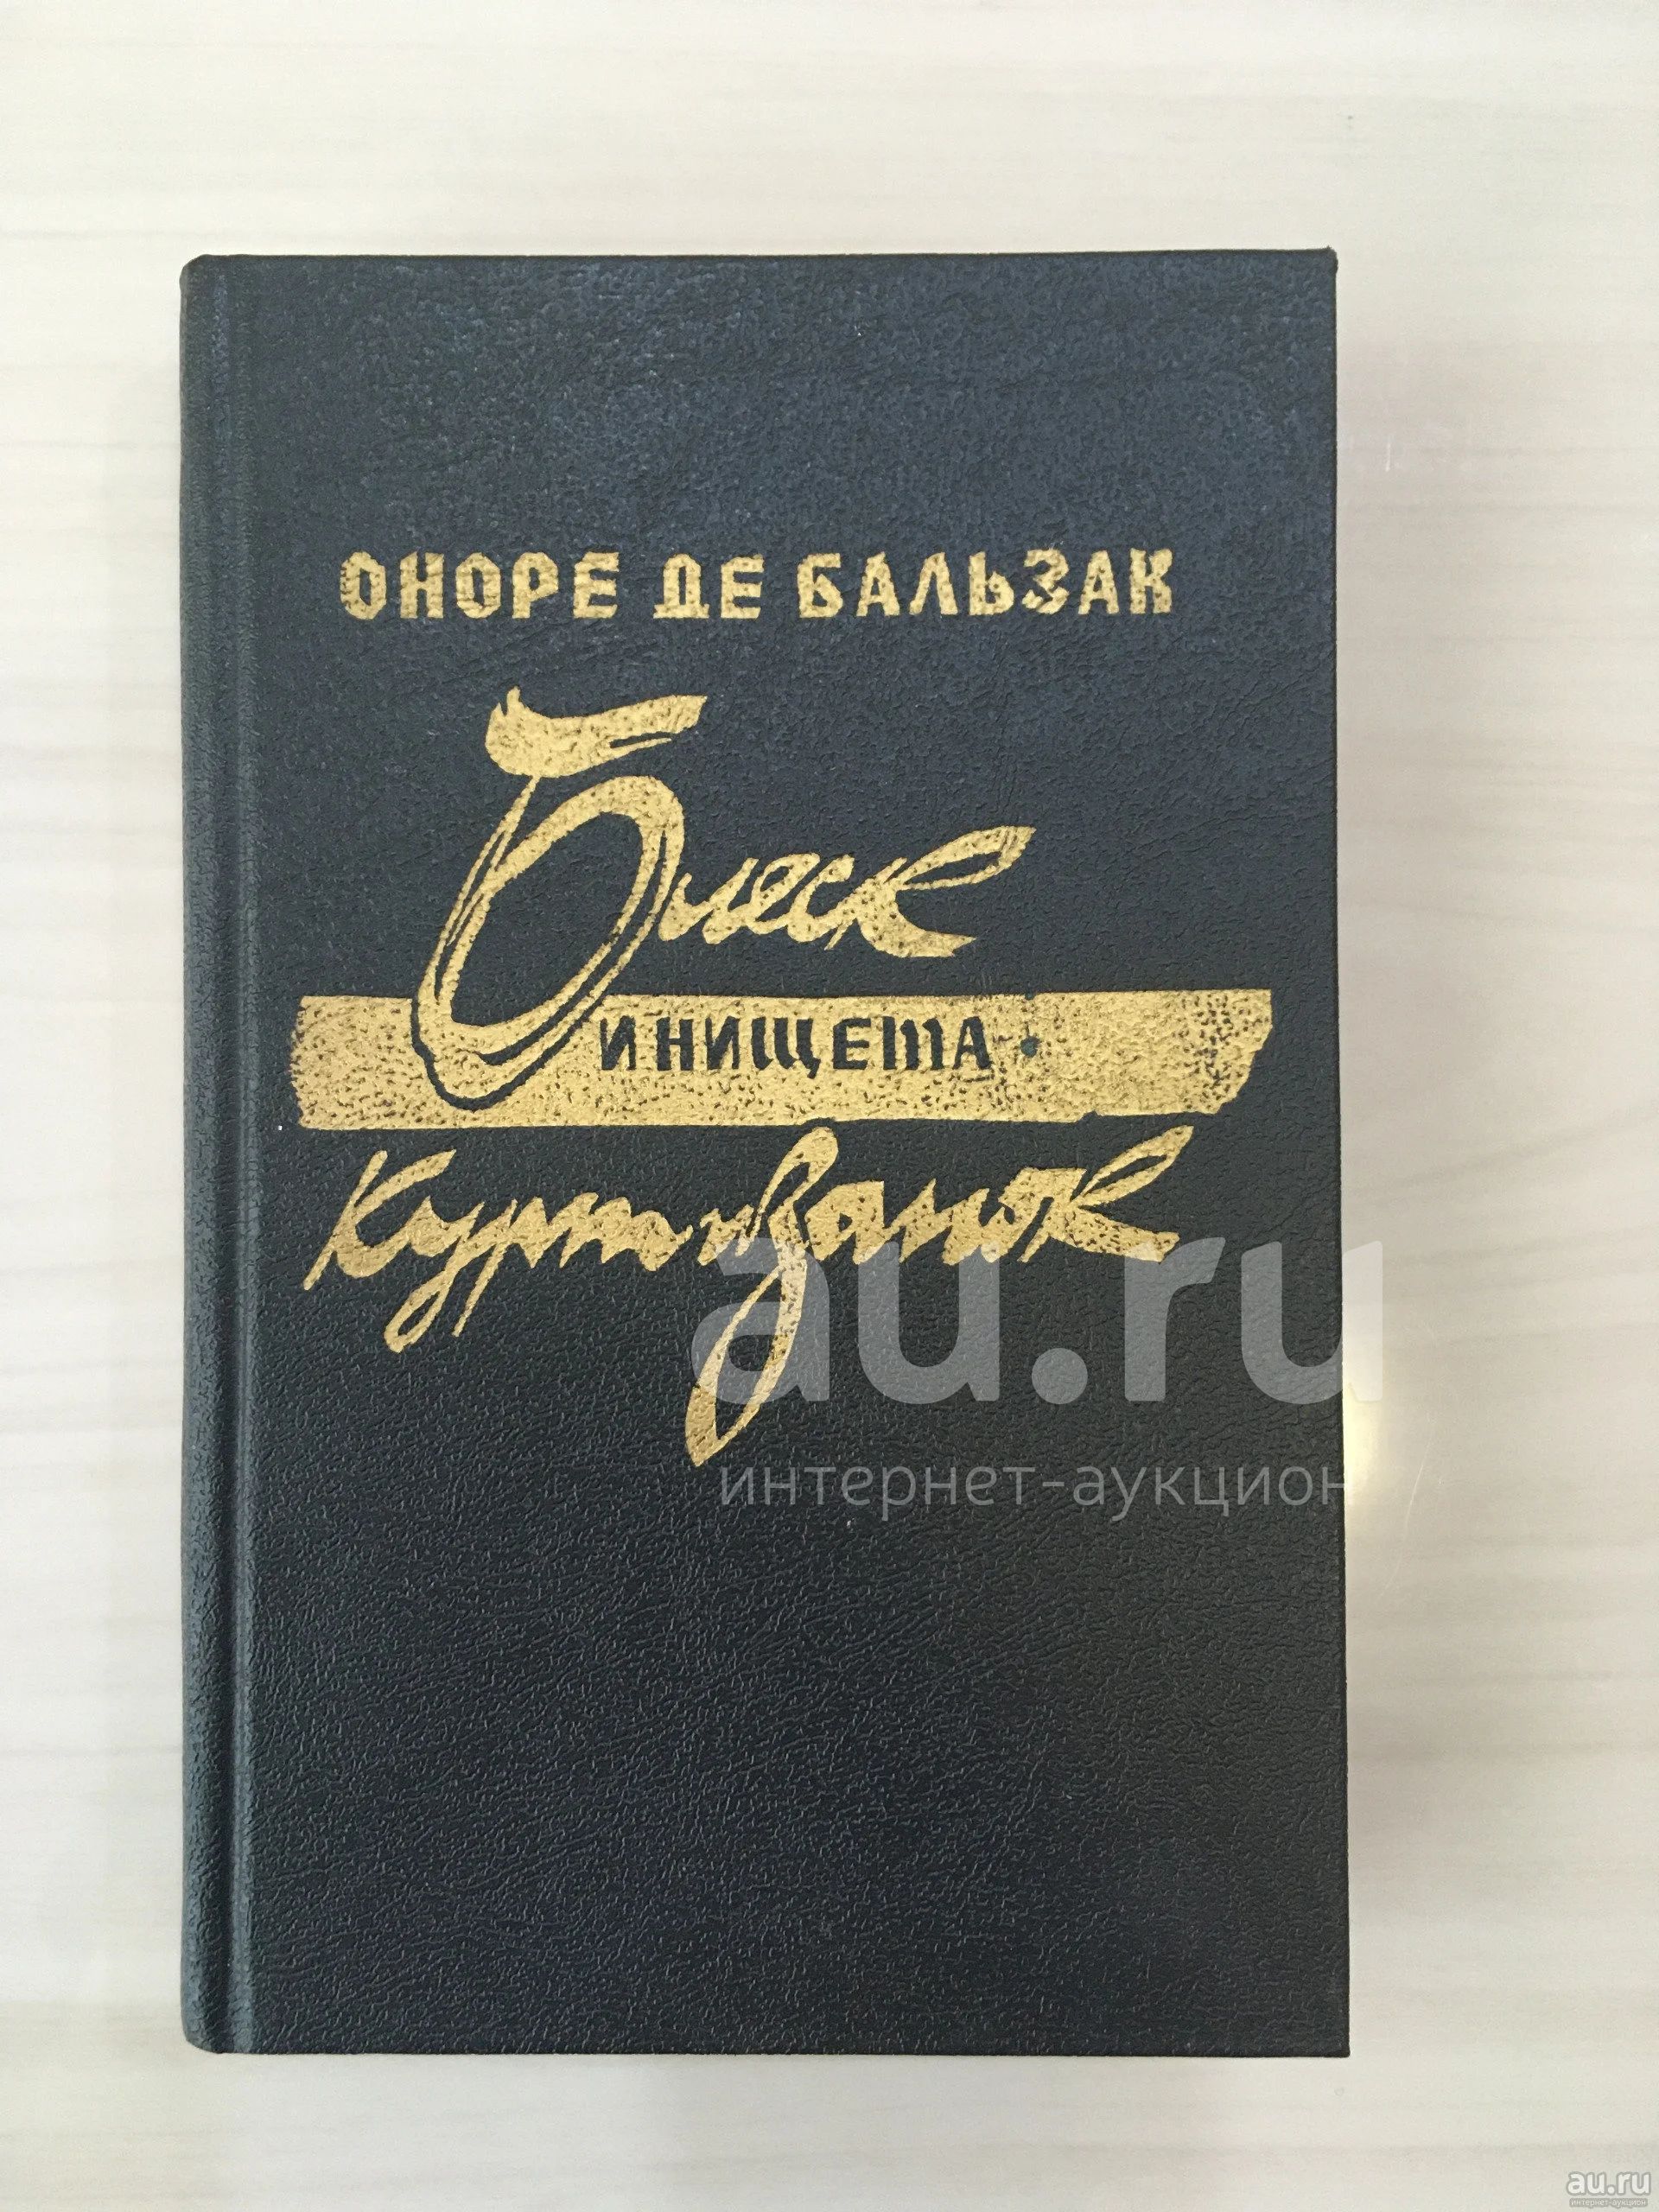 ОНОРЕ ДЕ БАЛЬЗАК
Блеск
И НИЩЕТА
куртизанок
au.ru
интернет-аукцион
au.ru
интернет-аукцион